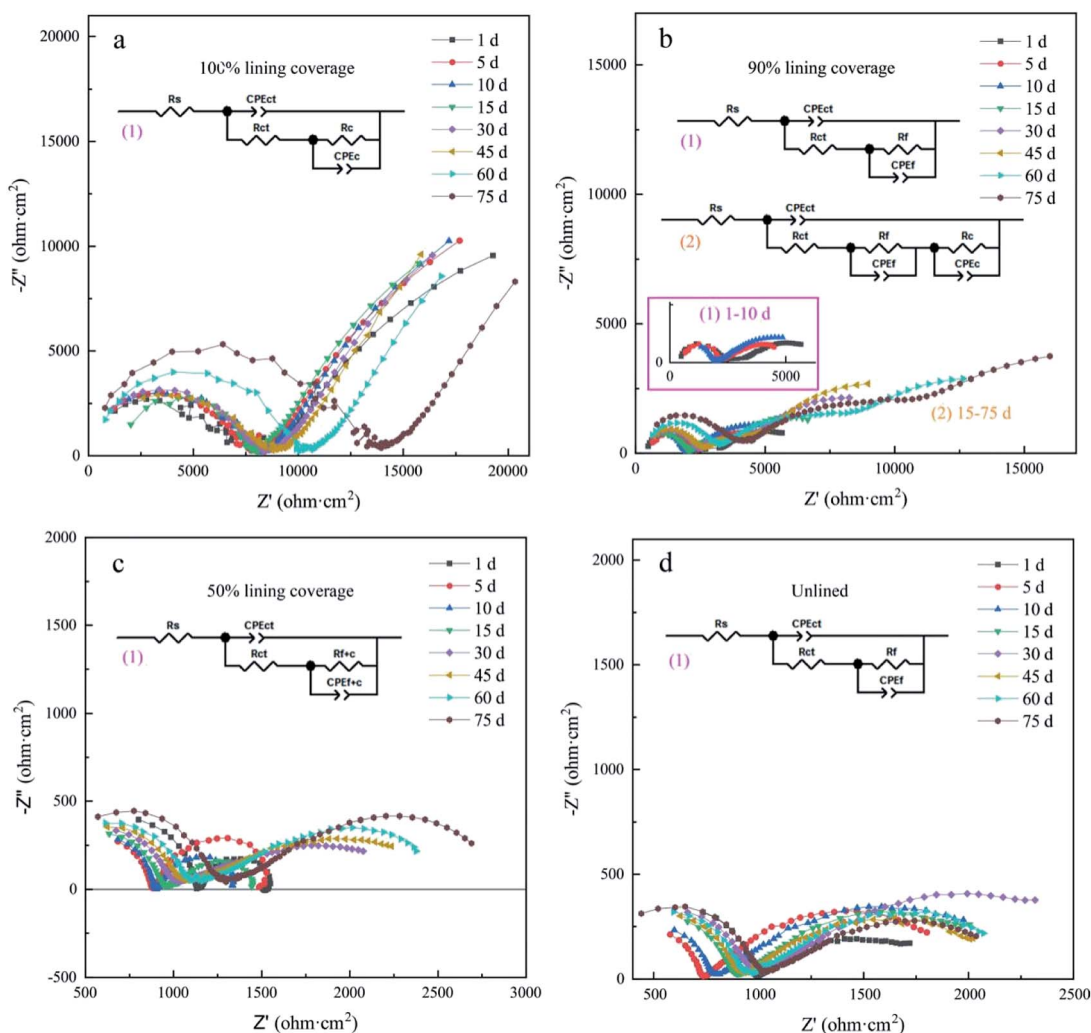 a
100% lining coverage
1 d
5 d
10 d
15 d
30 d
45 d
60 d
75 d
Rs
CPEct
Rct
Rc
CPEc
(1)
20000
15000
10000
5000
0
-Z" (ohm·cm²)
0 5000 10000 15000 20000
Z' (ohm·cm²)
b
90% lining coverage
1 d
5 d
10 d
15 d
30 d
45 d
60 d
75 d
Rs
CPEct
Rct
Rf
CPEf
(1)
Rs
CPEct
Rct
Rf
Rc
CPEf
CPEc
(2)
(1) 1-10 d
0
5000
(2) 15-75 d
15000
10000
5000
0
-Z" (ohm·cm²)
0 5000 10000 15000
Z' (ohm·cm²)
c
50% lining coverage
1 d
5 d
10 d
15 d
30 d
45 d
60 d
75 d
Rs
CPEct
Rct
Rf+c
CPEf+c
(1)
2000
1500
1000
500
0
-500
-Z" (ohm·cm²)
500 1000 1500 2000 2500 3000
Z' (ohm·cm²)
d
Unlined
1 d
5 d
10 d
15 d
30 d
45 d
60 d
75 d
Rs
CPEct
Rct
Rf
CPEf
(1)
2000
1500
1000
500
0
-Z" (ohm·cm²)
500 1000 1500 2000 2500
Z' (ohm·cm²)